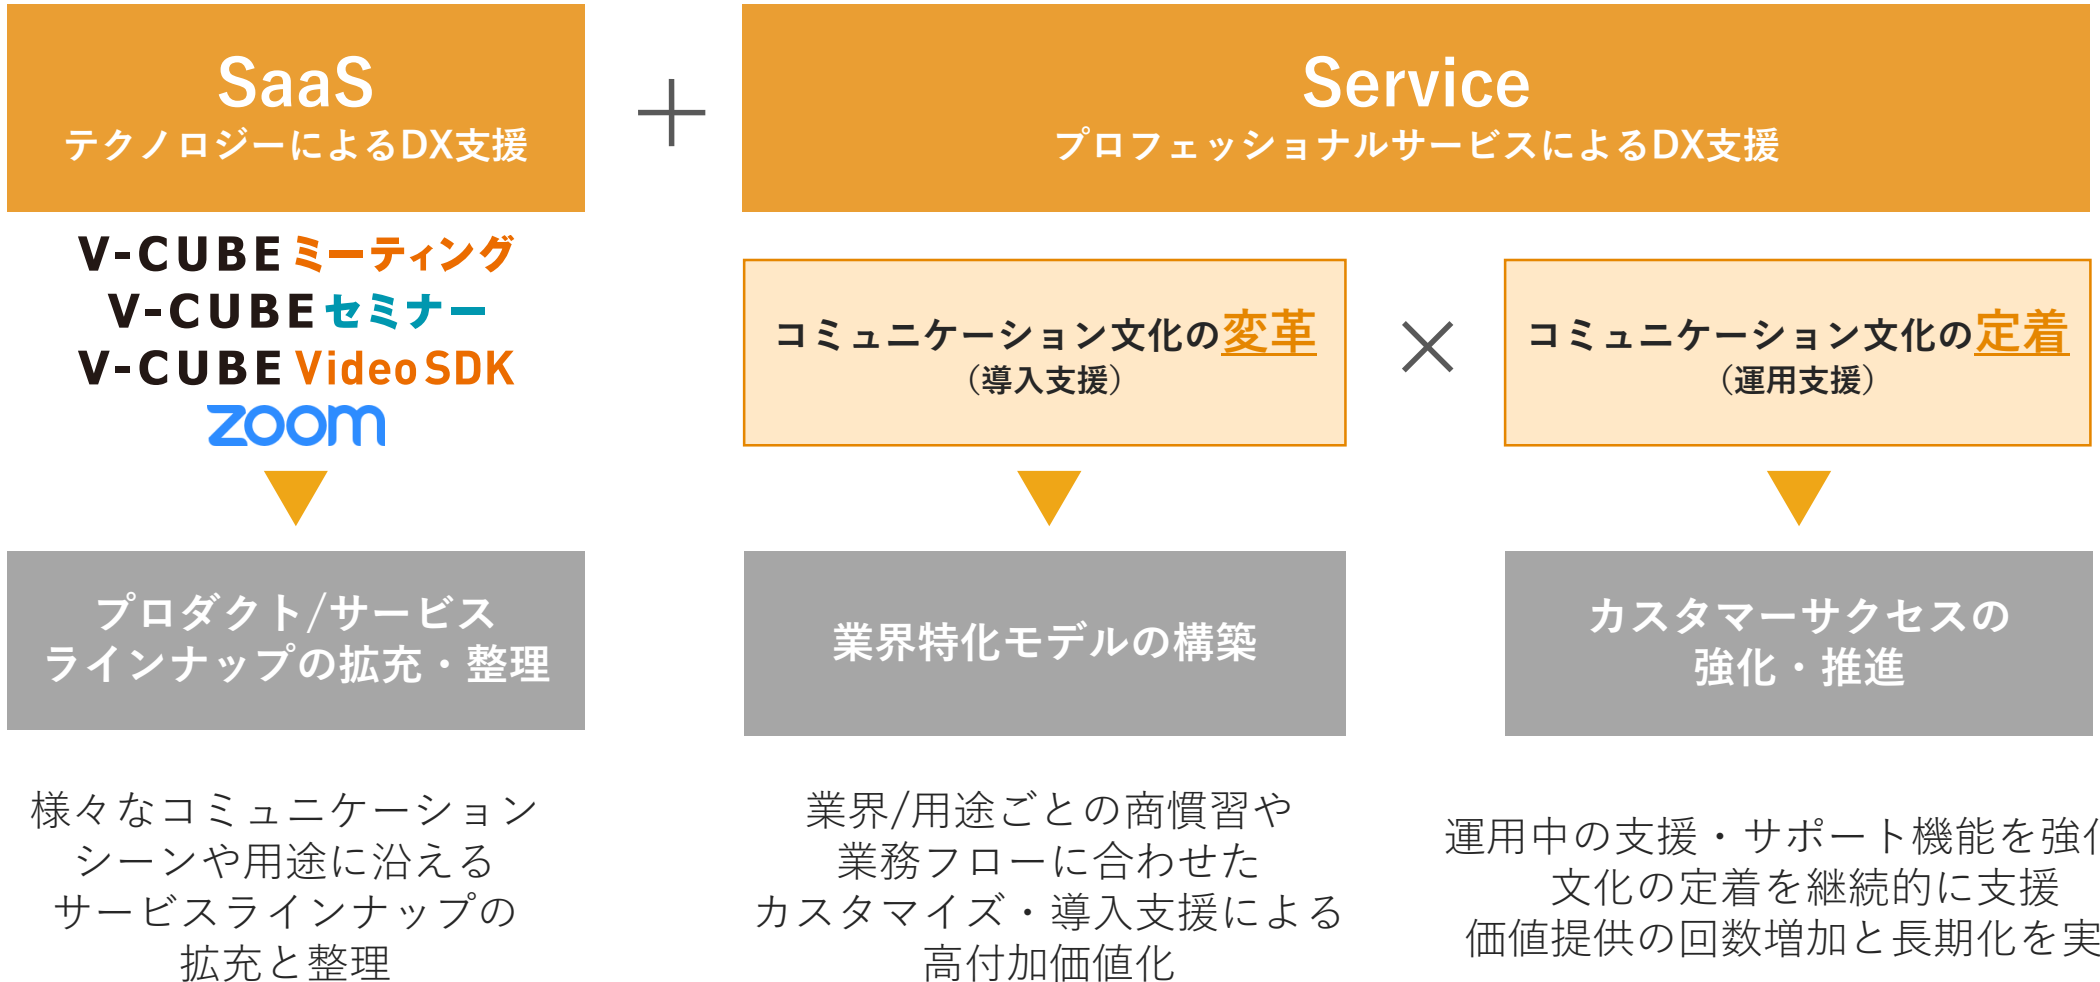 SaaS
テクノロジーによるDX支援
V-CUBE ミーティング
V-CUBE セミナー
V-CUBE Video SDK
zoom
プロダクト/サービス
ラインナップの拡充・整理
様々なコミュニケーション
シーンや用途に沿える
サービスラインナップの
拡充と整理
＋
Service
プロフェッショナルサービスによるDX支援
コミュニケーション文化の変革
（導入支援）
業界特化モデルの構築
業界/用途ごとの商慣習や
業務フローに合わせた
カスタマイズ・導入支援による
高付加価値化
×
コミュニケーション文化の定着
（運用支援）
カスタマーサクセスの
強化・推進
運用中の支援・サポート機能を強
文化の定着を継続的に支援
価値提供の回数増加と長期化を実